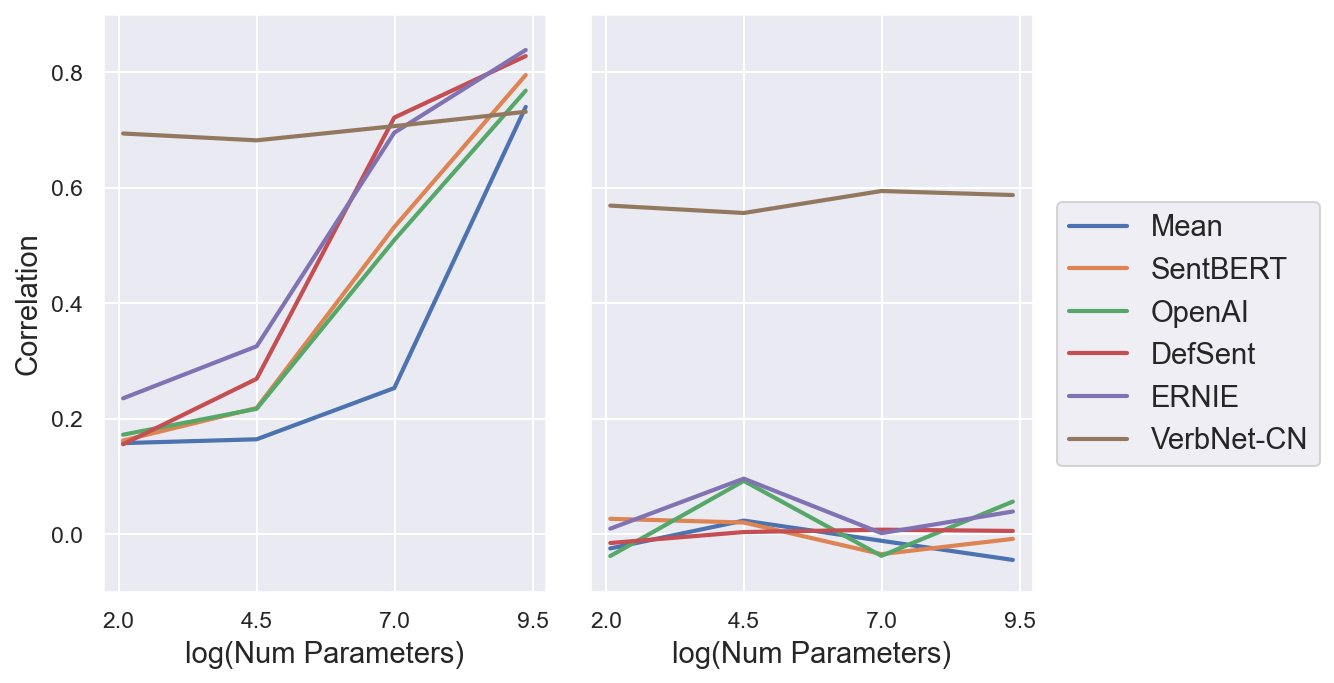 Correlation
0.8
0.6
0.4
0.2
0.0
2.0 4.5 7.0 9.5
log(Num Parameters)
2.0 4.5 7.0 9.5
log(Num Parameters)
Mean
SentBERT
OpenAI
DefSent
ERNIE
VerbNet-CN